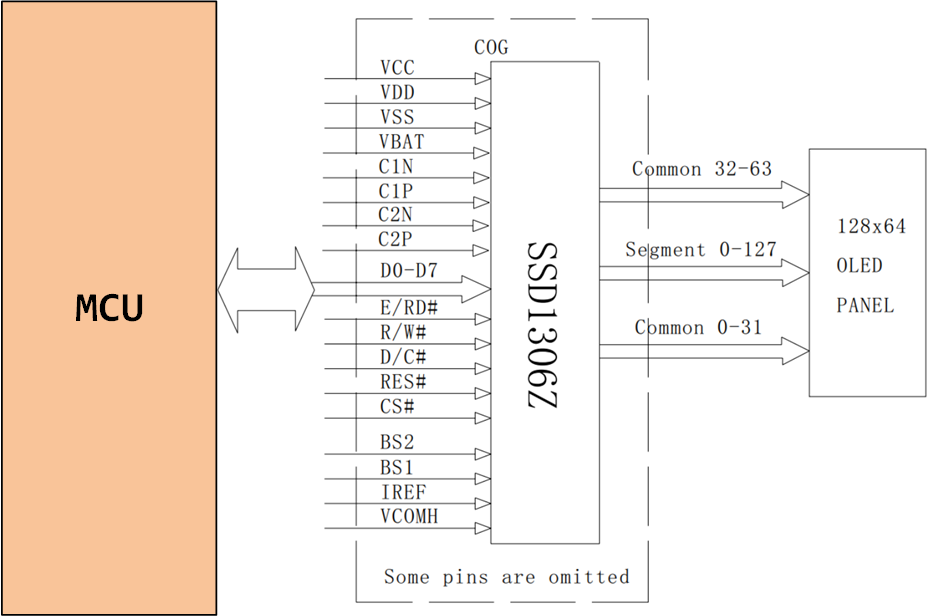 MCU
COG
VCC
VDD
VSS
VBAT
C1N
C1P
C2N
C2P
D0-D7
E/RD#
R/W#
D/C#
RES#
CS#
BS2
BS1
IREF
VCOMH
SSD1306Z
Some pins are omitted
Common 32-63
Segment 0-127
Common 0-31
128x64
OLED
PANEL